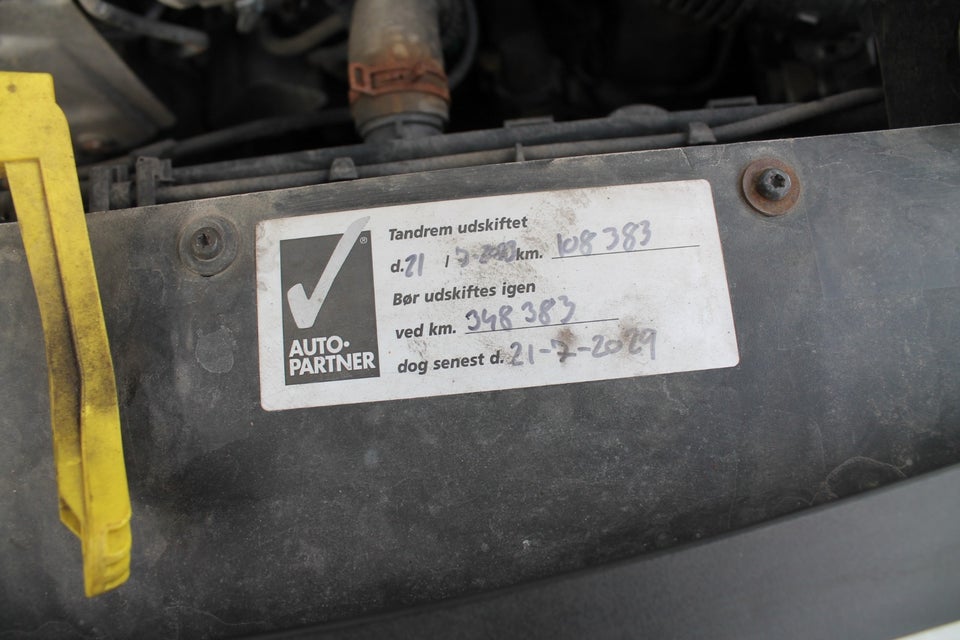 AUTO•
PARTNER
®
Tandrem udskiftet
d. 21 / km. 108 383
Bør udskiftes igen
ved km. 348 383
dog senest d. 21-7-2029